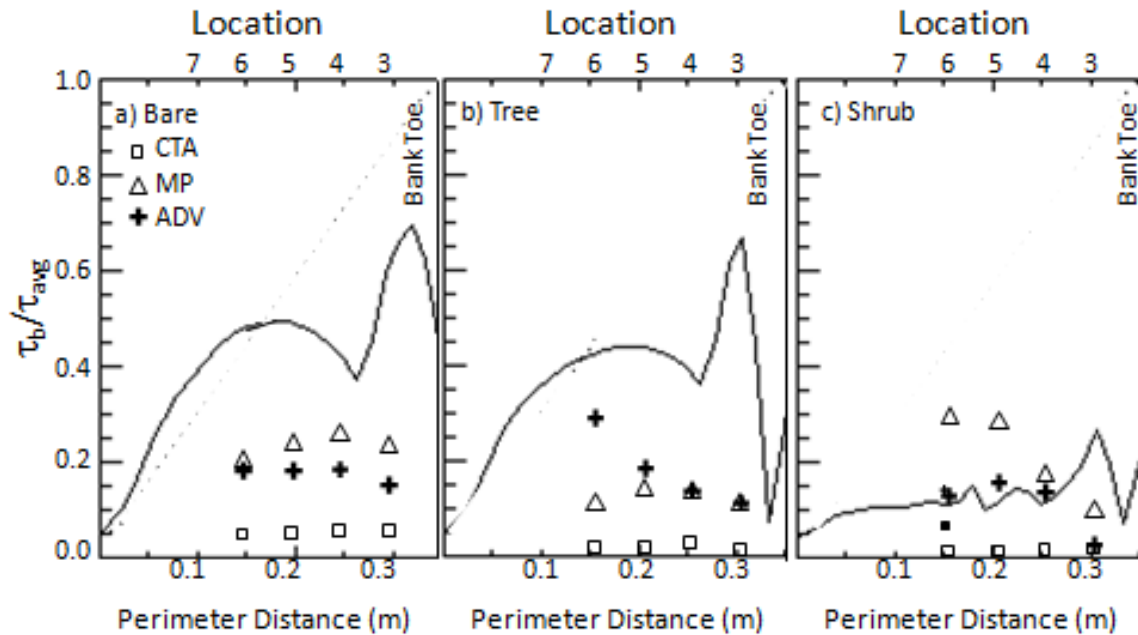 Location Location Location
7 6 5 4 3 7 6 5 4 3 7 6 5 4 3
1.0
a) Bare b) Tree c) Shrub
Bank Toe Bank Toe Bank Toe
CTA
MP
ADV
0.8
0.6
τb/τavg
0.4
0.2
0.0
0.1 0.2 0.3 0.1 0.2 0.3 0.1 0.2 0.3
Perimeter Distance (m) Perimeter Distance (m) Perimeter Distance (m)